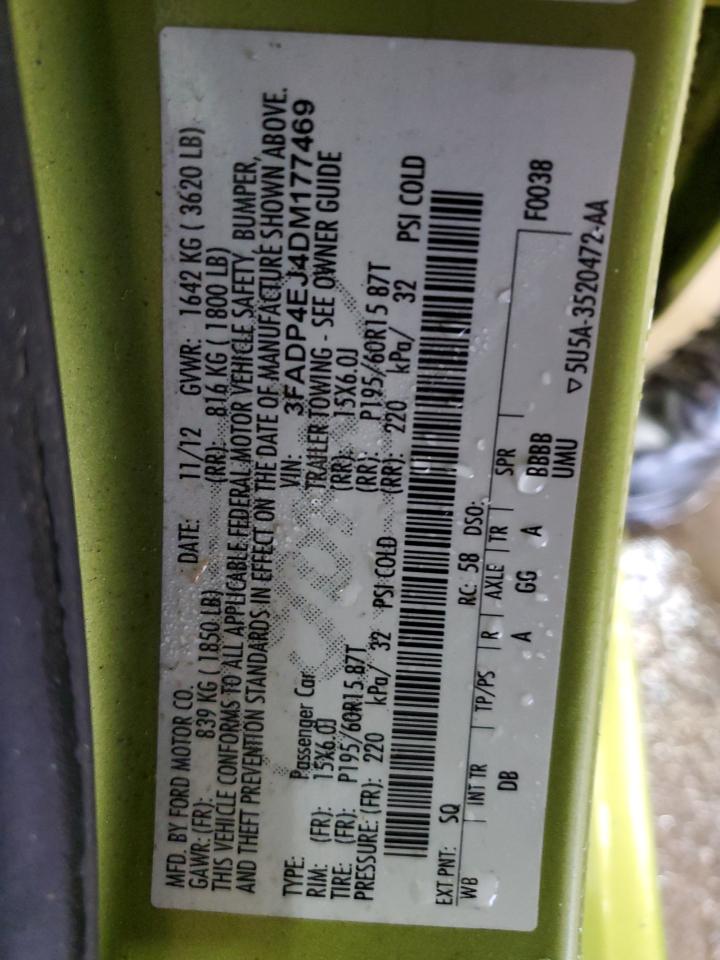 MFD. BY FORD MOTOR CO. DATE: 11/12 GVWR: 1642 KG ( 3620 LB)
GAWR: (FR): 839 KG ( 1850 LB) (RR): 816 KG ( 1800 LB)
THIS VEHICLE CONFORMS TO ALL APPLICABLE FEDERAL MOTOR VEHICLE SAFETY, BUMPER,
AND THEFT PREVENTION STANDARDS IN EFFECT ON THE DATE OF MANUFACTURE SHOWN ABOVE.
VIN: 3FADP4EJ4DM177469
TYPE: Passenger Car TRAILER TOWING - SEE OWNER GUIDE
RIM: (FR): 15X6.0J (RR): 15X6.0J
TIRE: (FR): P195/60R15 87T (RR): P195/60R15 87T
PRESSURE: (FR): 220 kPa/ 32 PSI COLD (RR): 220 kPa/ 32 PSI COLD
EXT PNT: SQ RC: 58 DSO: F0038
WB INT TR TP/PS R AXLE TR SPR
DB A GG A BBBB
UMU
▽5U5A-3520472-AA